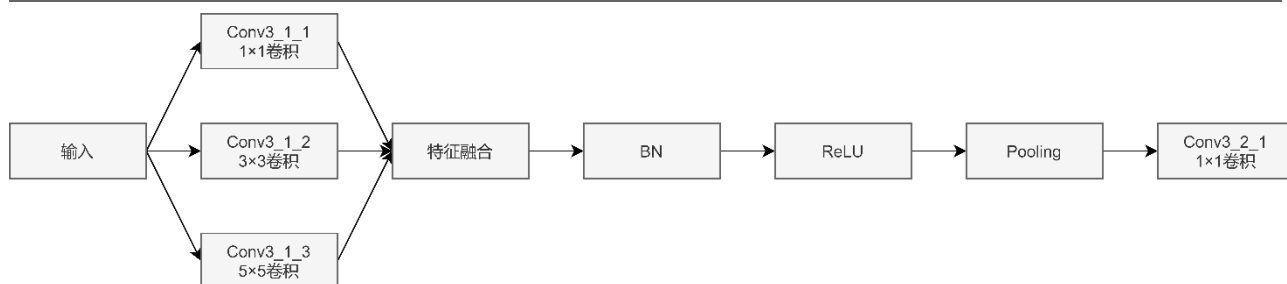 Conv3_1_1
1×1卷积
输入
Conv3_1_2
3×3卷积
特征融合
BN
ReLU
Pooling
Conv3_2_1
1×1卷积
Conv3_1_3
5×5卷积